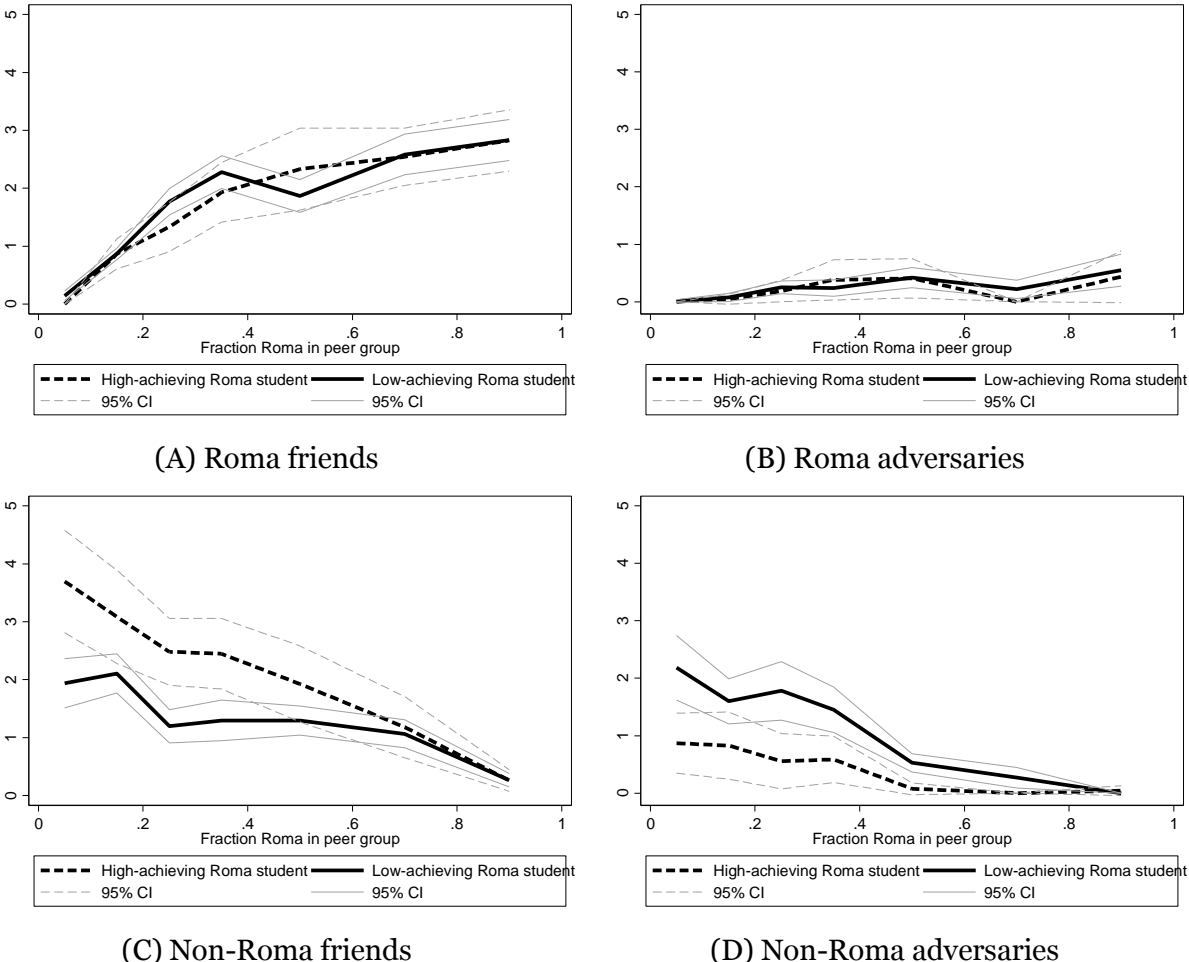 5
4
3
2
1
0
0 .2 .4 .6 .8 1
Fraction Roma in peer group
High-achieving Roma student Low-achieving Roma student
95% CI 95% CI
(A) Roma friends
5
4
3
2
1
0
0 .2 .4 .6 .8 1
Fraction Roma in peer group
High-achieving Roma student Low-achieving Roma student
95% CI 95% CI
(B) Roma adversaries
5
4
3
2
1
0
0 .2 .4 .6 .8 1
Fraction Roma in peer group
High-achieving Roma student Low-achieving Roma student
95% CI 95% CI
(C) Non-Roma friends
5
4
3
2
1
0
0 .2 .4 .6 .8 1
Fraction Roma in peer group
High-achieving Roma student Low-achieving Roma student
95% CI 95% CI
(D) Non-Roma adversaries